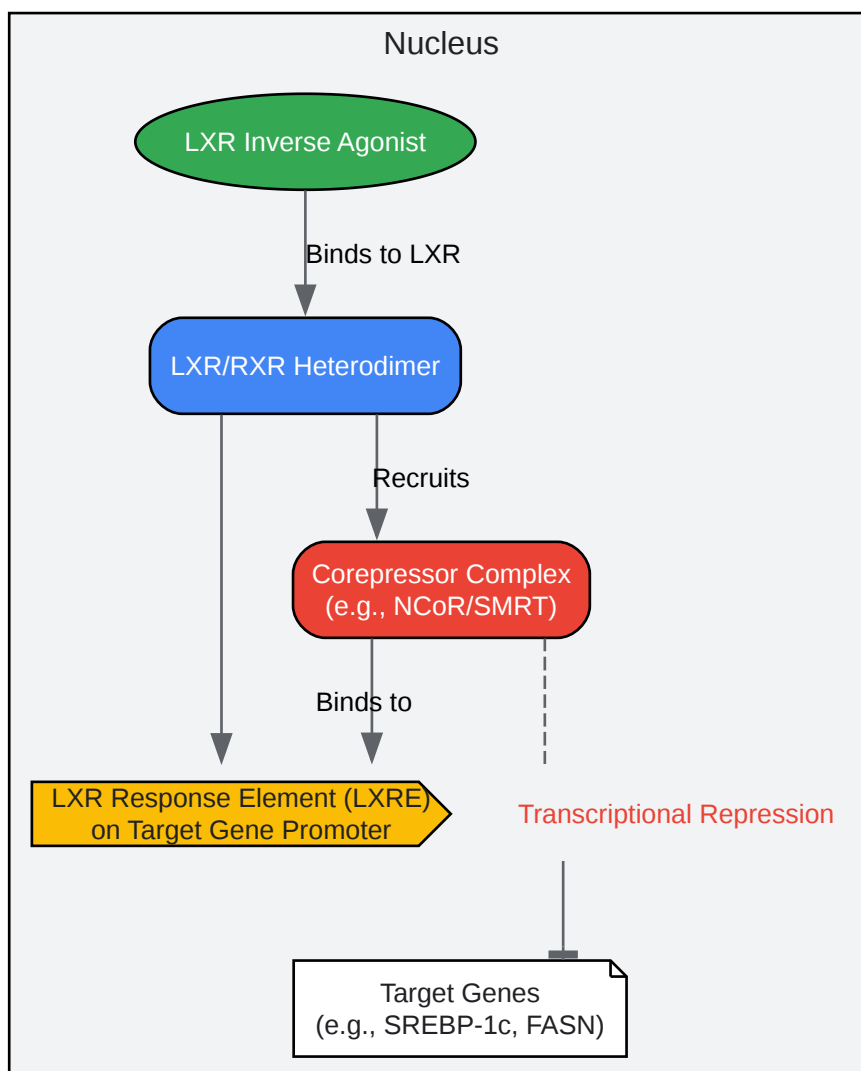 Nucleus
LXR Inverse Agonist
Binds to LXR
LXR/RXR Heterodimer
Recruits
Corepressor Complex
(e.g., NCoR/SMRT)
Binds to
LXR Response Element (LXRE)
on Target Gene Promoter
Transcriptional Repression
Target Genes
(e.g., SREBP-1c, FASN)